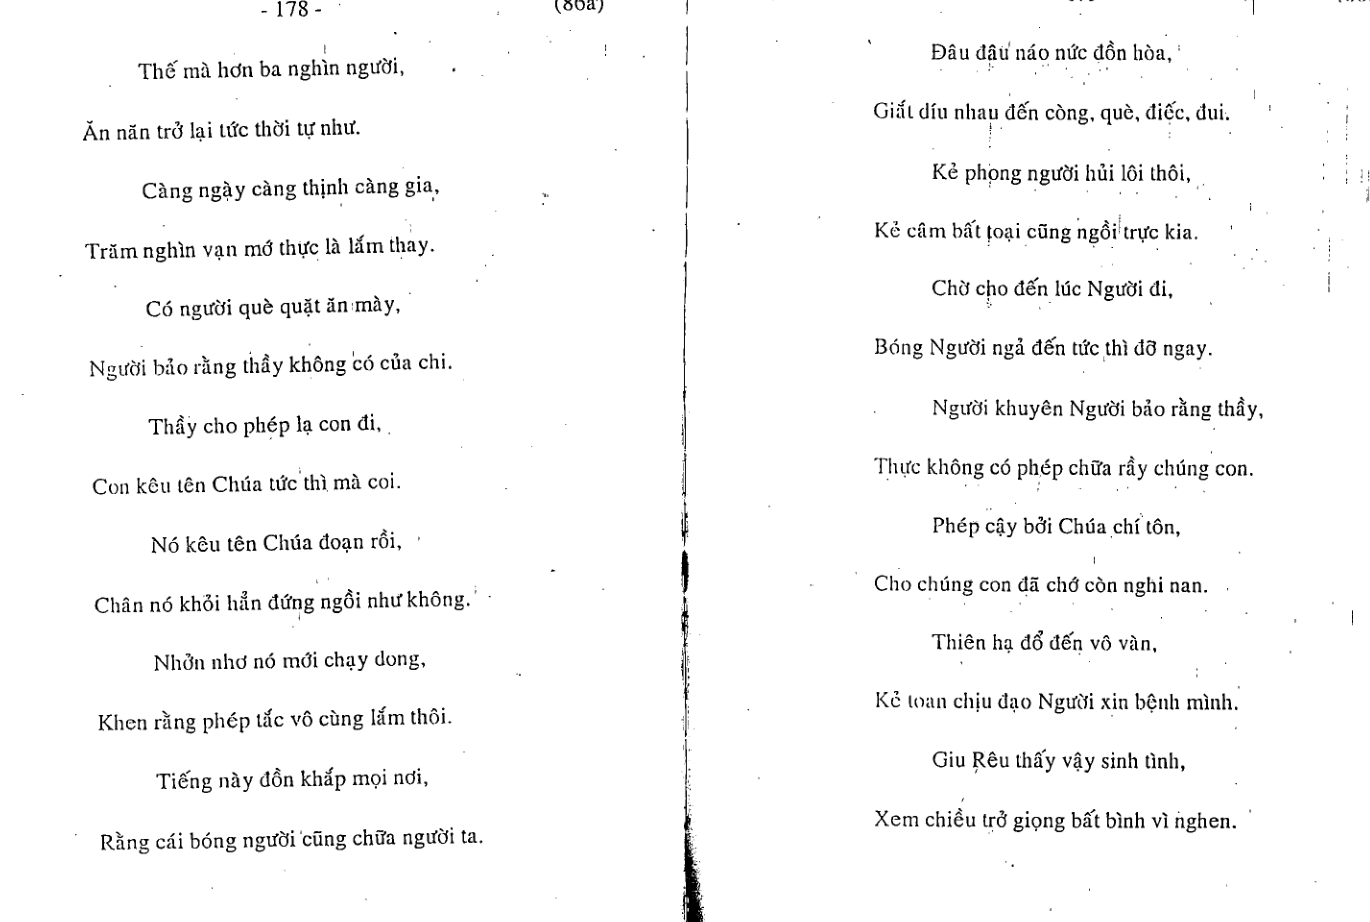 - 178 -
(86a)
Thế mà hơn ba nghìn người,
Ăn năn trở lại tức thời tự như.
Càng ngày càng thịnh càng gia,
Trăm nghìn vạn mớ thực là lắm thay.
Có người què quặt ăn mày,
Người bảo rằng thầy không có của chi.
Thầy cho phép lạ con đi,
Con kêu tên Chúa tức thì mà coi.
Nó kêu tên Chúa đoạn rồi,
Chân nó khỏi hẳn đứng ngồi như không.
Nhởn nhơ nó mới chạy dong,
Khen rằng phép tắc vô cùng lắm thôi.
Tiếng này đồn khắp mọi nơi,
Rằng cái bóng người cũng chữa người ta.
Đâu đậu náo nức đồn hòa,
Giắt díu nhau đến còng, què, điếc, đui.
Kẻ phong người hủi lôi thôi,
Kẻ câm bất toại cũng ngồi trực kia.
Chờ cho đến lúc Người đi,
Bóng Người ngả đến tức thì đỡ ngay.
Người khuyên Người bảo rằng thầy,
Thực không có phép chữa rầy chúng con.
Phép cậy bởi Chúa chí tôn,
Cho chúng con đã chớ còn nghi nan.
Thiên hạ đổ đến vô vàn,
Kẻ toan chịu đạo Người xin bệnh mình.
Giu Rêu thấy vậy sinh tình,
Xem chiều trở giọng bất bình vì nghen.